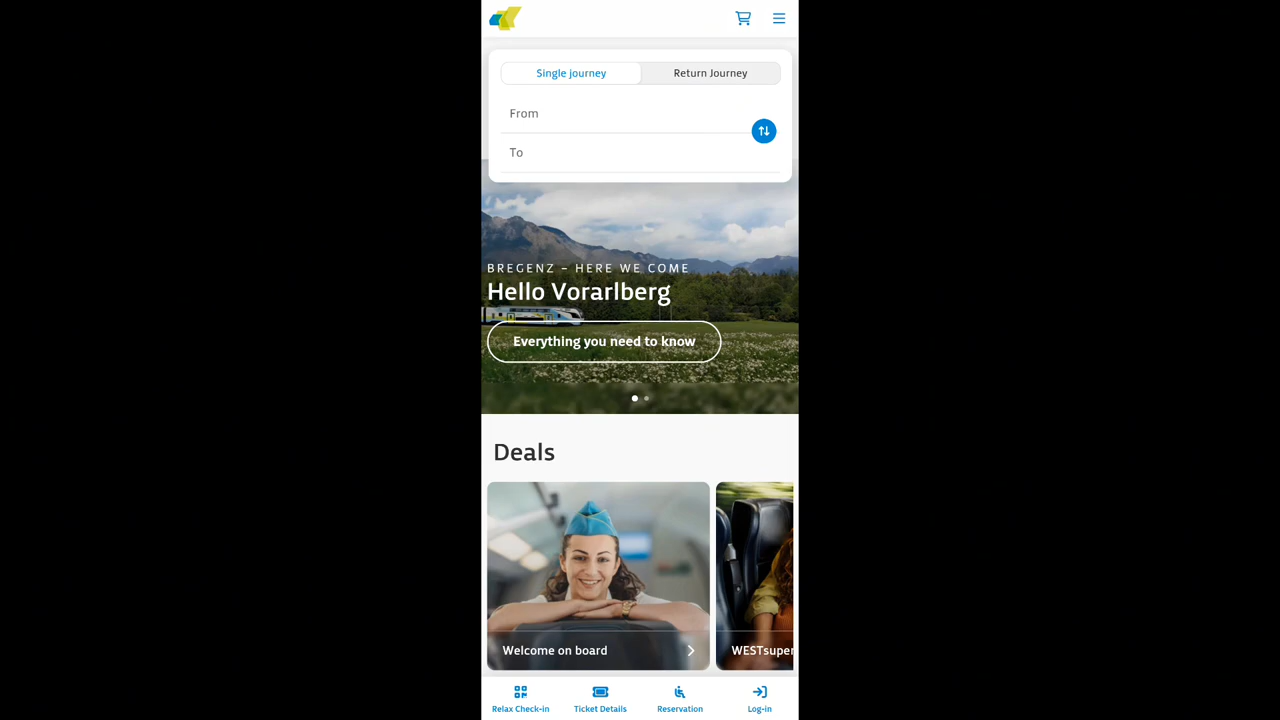 Single journey
Return Journey
From
To
BREGENZ – HERE WE COME
Hello Vorarlberg
Everything you need to know
Deals
Welcome on board
WESTsuper
Relax Check-in
Ticket Details
Reservation
Log-in